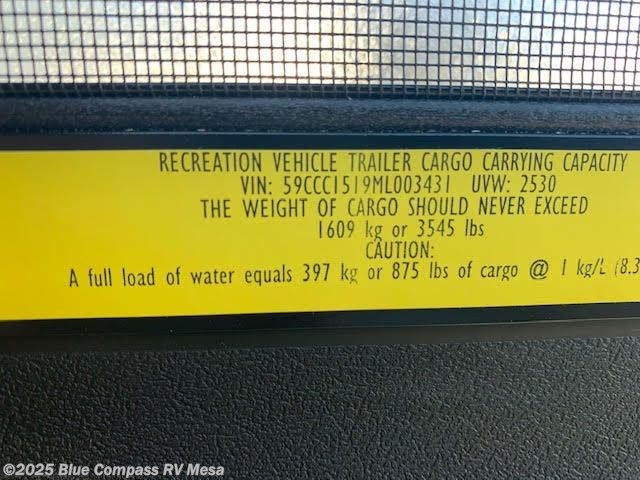 RECREATION VEHICLE TRAILER CARGO CARRYING CAPACITY
VIN: 59CCC1519ML003431 UVW: 2530
THE WEIGHT OF CARGO SHOULD NEVER EXCEED
1609 kg or 3545 lbs
CAUTION:
A full load of water equals 397 kg or 875 lbs of cargo @ 1 kg/L (8.3
©2025 Blue Compass RV Mesa